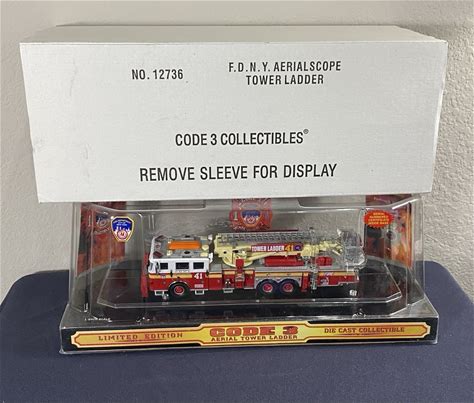 NO. 12736
F.D.N.Y. AERIALSCOPE
TOWER LADDER
CODE 3 COLLECTIBLES®
REMOVE SLEEVE FOR DISPLAY
TOWER LADDER 41
41
LIMITED EDITION
CODE 3
AERIAL TOWER LADDER
DIE CAST COLLECTIBLE